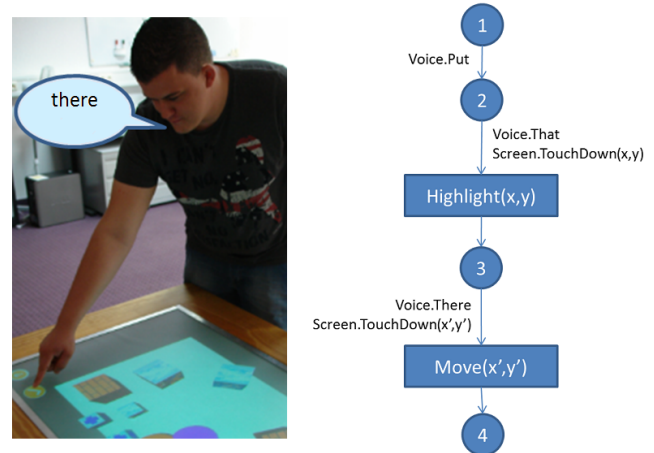 there
1
Voice.Put
2
Voice.That
Screen.TouchDown(x,y)
Highlight(x,y)
3
Voice.There
Screen.TouchDown(x’,y’)
Move(x’,y’)
4